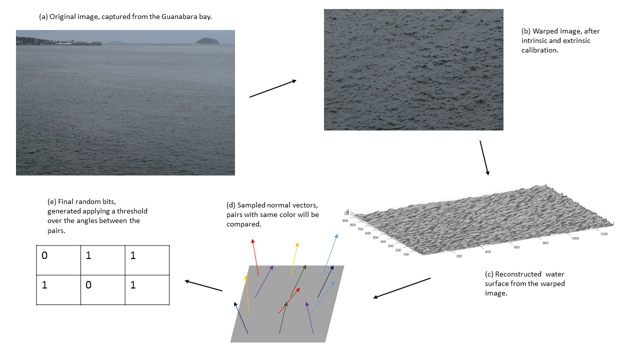 (a) Original image, captured from the Guanabara bay.
(b) Warped image, after
intrinsic and extrinsic
calibration.
(c) Reconstructed water
surface from the warped
image.
(d) Sampled normal vectors,
pairs with same color will be
compared.
(e) Final random bits,
generated applying a threshold
over the angles between the
pairs.
0 1 1
1 0 1